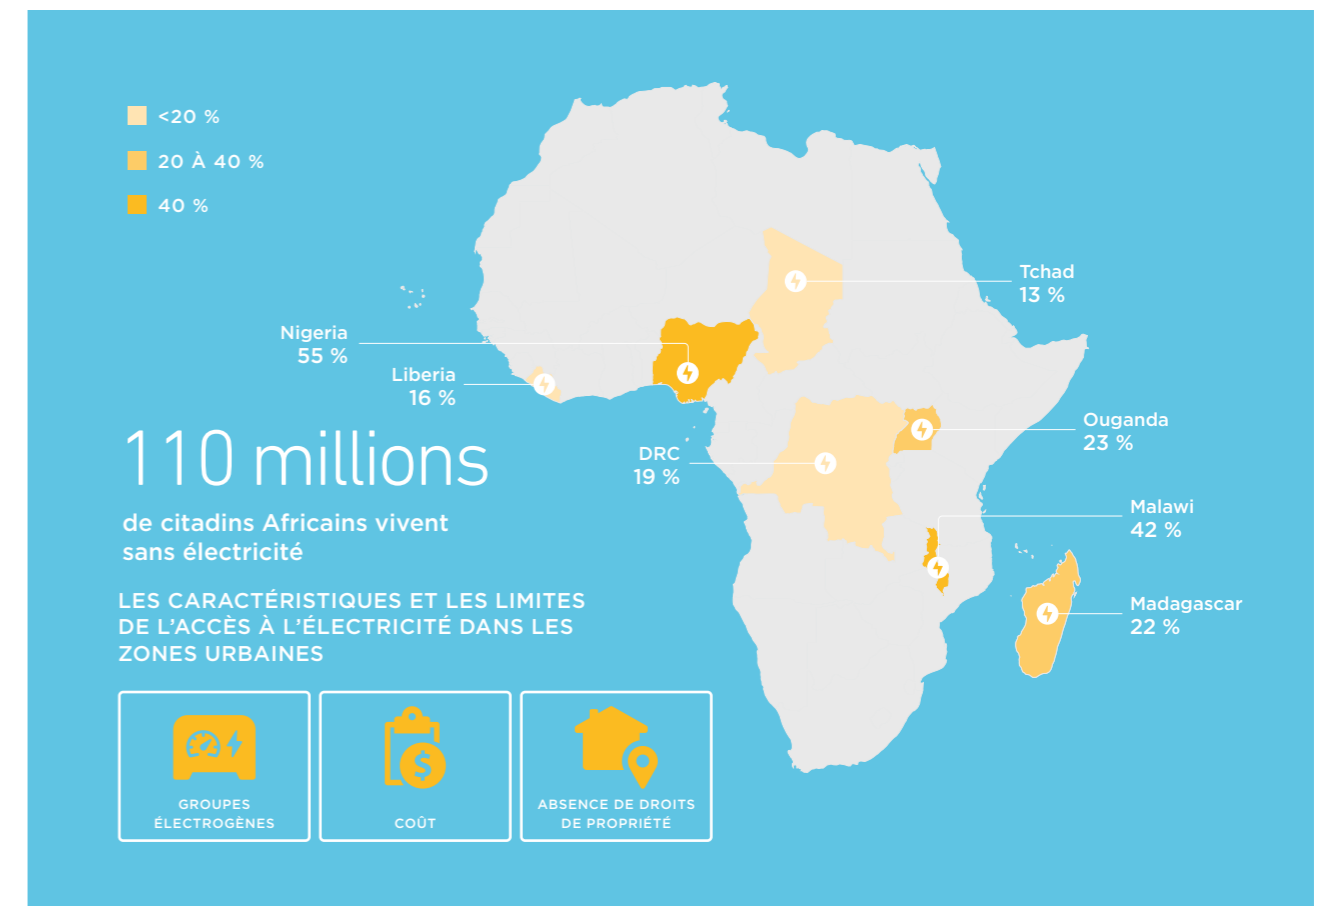 <20 %
20 À 40 %
40 %
Tchad
13 %
Nigeria
55 %
Liberia
16 %
Ouganda
23 %
DRC
19 %
Malawi
42 %
Madagascar
22 %
110 millions
de citadins Africains vivent
sans électricité
LES CARACTÉRISTIQUES ET LES LIMITES
DE L’ACCÈS À L’ÉLECTRICITÉ DANS LES
ZONES URBAINES
GROUPES
ÉLECTROGÈNES
$
COÛT
ABSENCE DE DROITS
DE PROPRIÉTÉ